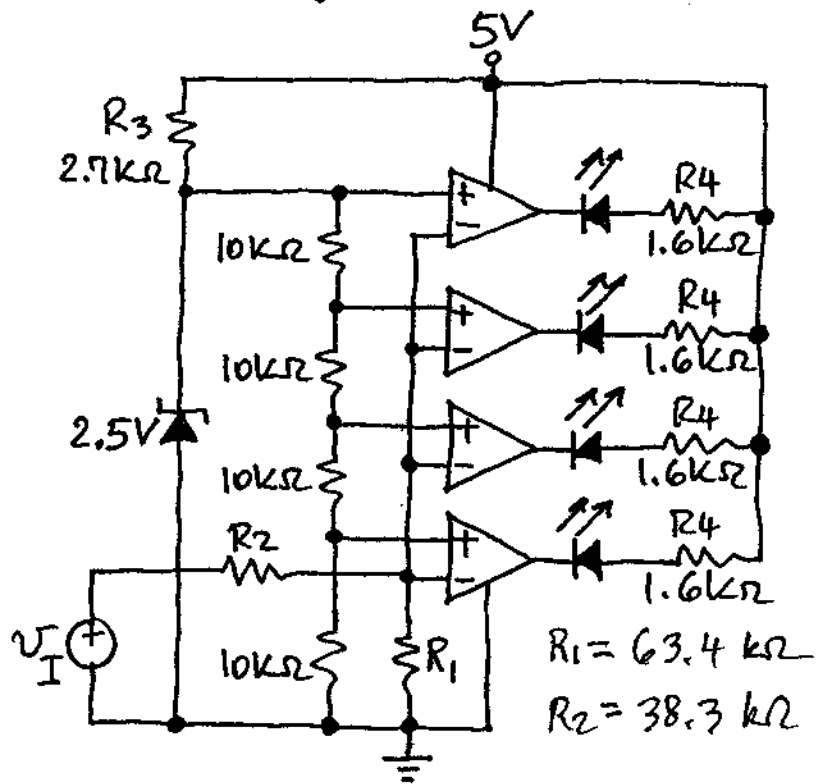 5V
R3
2.7kΩ
+
-
R4
1.6kΩ
10kΩ
+
-
R4
1.6kΩ
10kΩ
2.5V
+
-
R4
1.6kΩ
10kΩ
R2
+
-
R4
1.6kΩ
+
vI
10kΩ
R1
R1 = 63.4 kΩ
R2 = 38.3 kΩ